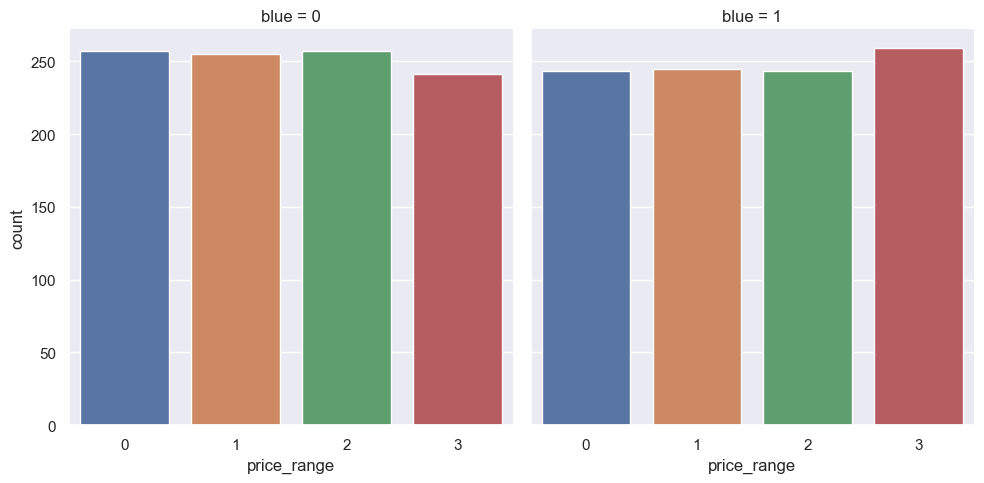 blue = 0
blue = 1
250
200
150
100
50
0
count
0 1 2 3
price_range
0 1 2 3
price_range